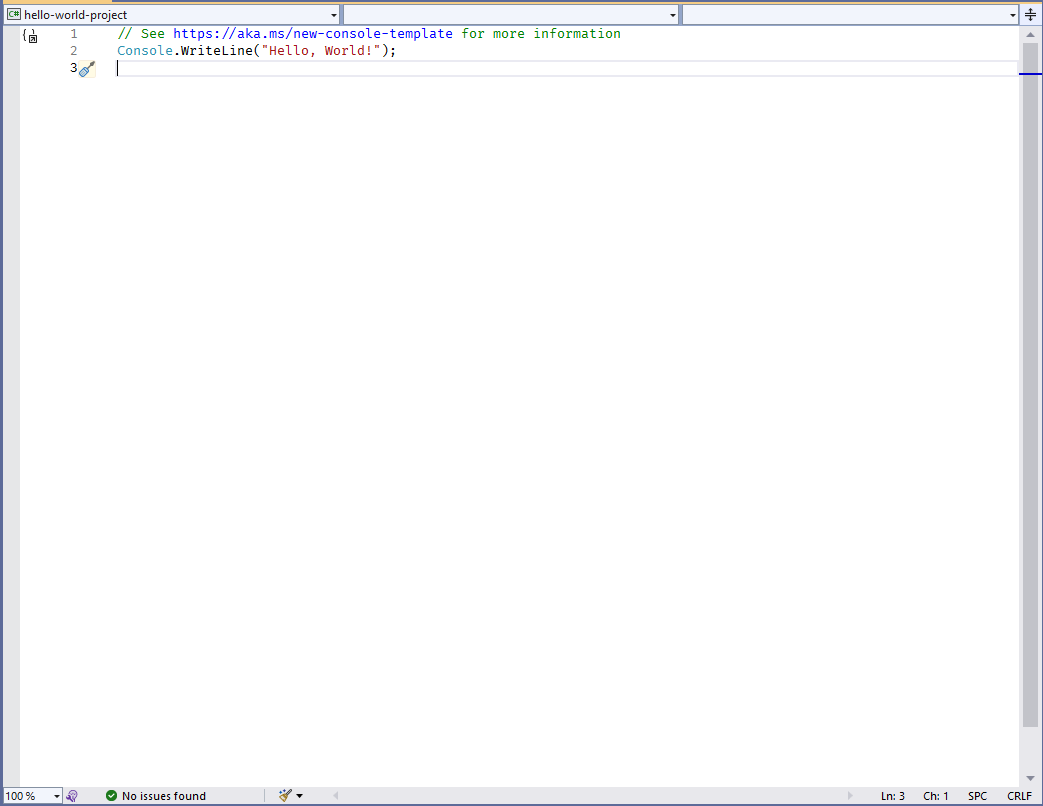 C# hello-world-project
1 // See https://aka.ms/new-console-template for more information
2 Console.WriteLine("Hello, World!");
3
100 % No issues found Ln: 3 Ch: 1 SPC CRLF